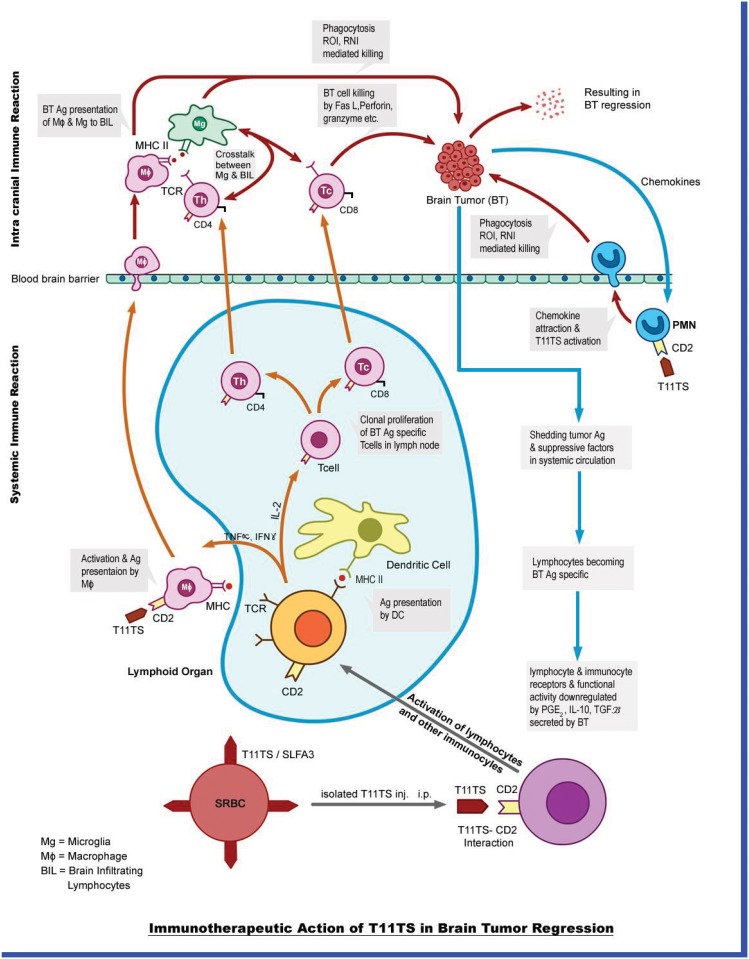 Phagocytosis
ROI, RNI
mediated killing
BT Ag presentation
of Mφ & Mg to BIL
BT cell killing
by Fas L,Perforin,
granzyme etc.
Resulting in
BT regression
Intra cranial Immune Reaction
Mg
MHC II
Mφ
Crosstalk
between
Mg & BIL
TCR
Th
CD4
Tc
CD8
Brain Tumor (BT)
Chemokines
Phagocytosis
ROI, RNI
mediated killing
Mφ
Blood brain barrier
Chemokine
attraction &
T11TS activation
PMN
CD2
T11TS
Systemic Immune Reaction
Th
CD4
Tc
CD8
Clonal proliferation
of BT Ag specific
Tcells in lymph node
Tcell
Shedding tumor Ag
& suppressive factors
in systemic circulation
IL-2
TNF∝, IFNɣ
Dendritic Cell
Activation & Ag
presentaion by
Mφ
MHC II
Lymphocytes becoming
BT Ag specific
Mφ
MHC
CD2
T11TS
TCR
Ag presentation
by DC
Lymphoid Organ
CD2
lymphocyte & immunocyte
receptors & functional
activity downregulated
by PGE₂ , IL-10, TGF
secreted by BT
Activation of lymphocytes
and other immunocytes
T11TS / SLFA3
SRBC
isolated T11TS inj. i.p.
T11TS CD2
T11TS- CD2
Interaction
Mg = Microglia
Mφ = Macrophage
BIL = Brain Infiltrating
Lymphocytes
Immunotherapeutic Action of T11TS in Brain Tumor Regression